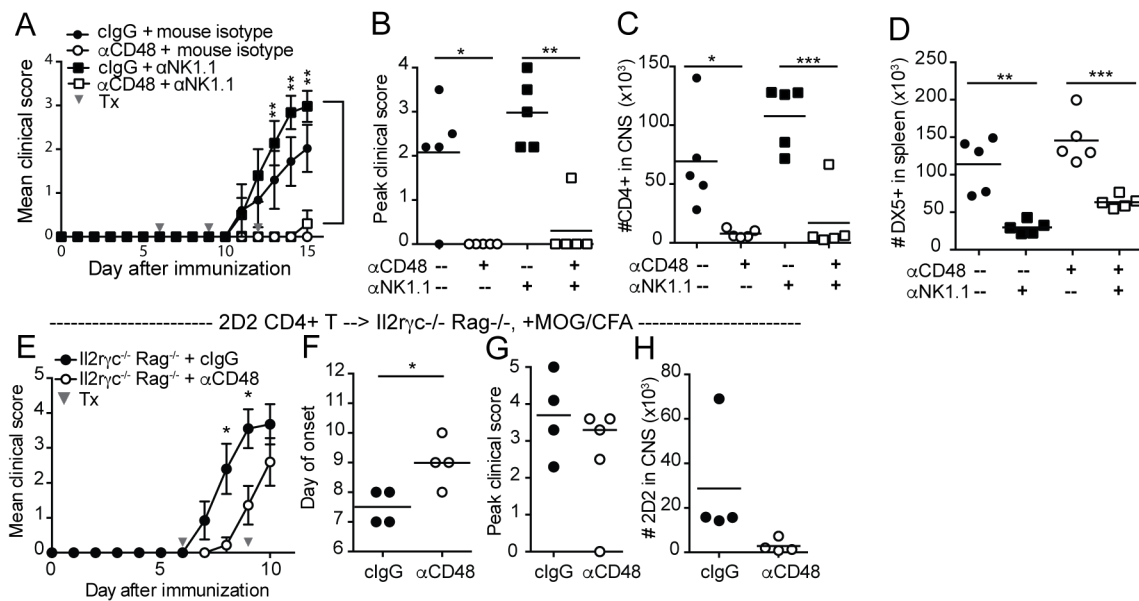 A
cIgG + mouse isotype
αCD48 + mouse isotype
cIgG + αNK1.1
αCD48 + αNK1.1
Tx
Mean clinical score
4
3
2
1
0
** ** **
0 5 10 15
Day after immunization
B
Peak clinical score
4
3
2
1
0
* **
αCD48 -- + -- +
αNK1.1 -- -- + +
C
#CD4+ in CNS (x10³)
150
100
50
0
* ***
αCD48 -- + -- +
αNK1.1 -- -- + +
D
# DX5+ in spleen (x10³)
250
200
150
100
50
0
** ***
αCD48 -- -- + +
αNK1.1 -- + -- +
2D2 CD4+ T --> Il2rγc-/- Rag-/-, +MOG/CFA
E
Il2rγc⁻/⁻ Rag⁻/⁻ + cIgG
Il2rγc⁻/⁻ Rag⁻/⁻ + αCD48
Tx
Mean clinical score
5
4
3
2
1
0
* *
0 5 10
Day after immunization
F
Day of onset
13
12
11
10
9
8
7
6
*
cIgG αCD48
G
Peak clinical score
5
4
3
2
1
0
cIgG αCD48
H
# 2D2 in CNS (x10³)
80
60
40
20
0
cIgG αCD48